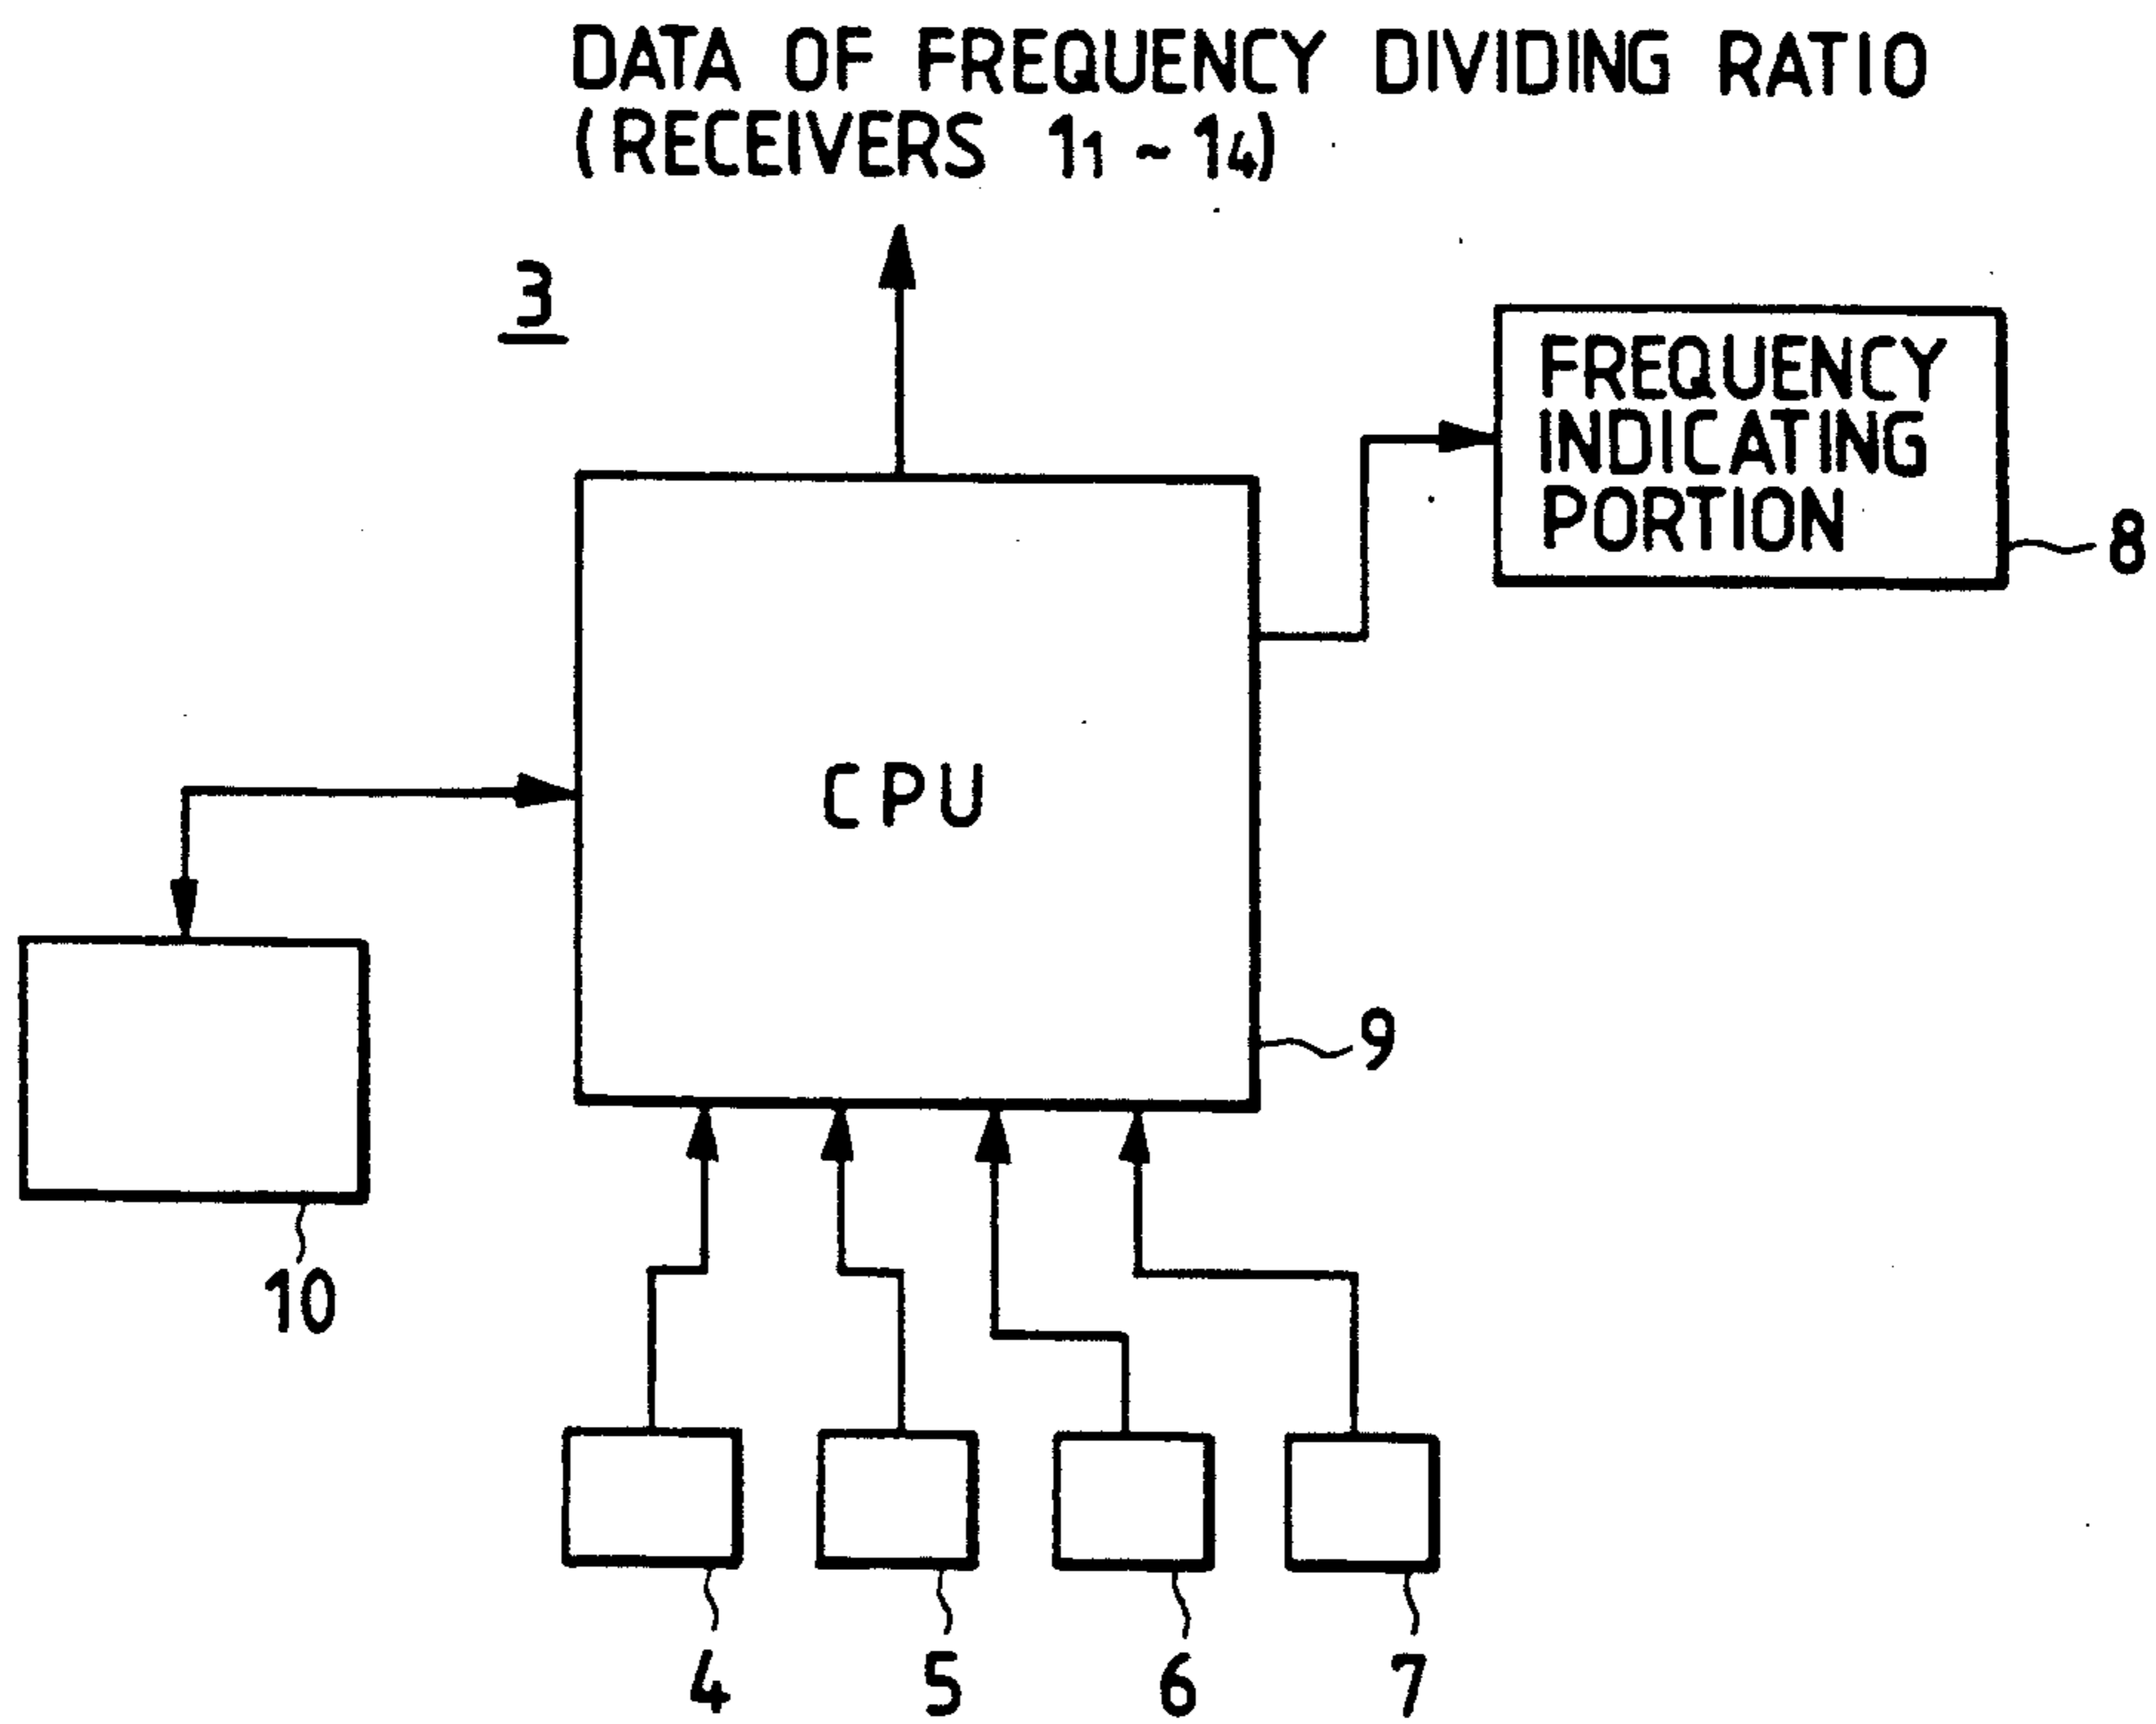 DATA OF FREQUENCY DIVIDING RATIO
(RECEIVERS 1₁ ~ 1₄)
3
FREQUENCY
INDICATING
PORTION
8
CPU
9
10
4
5
6
7